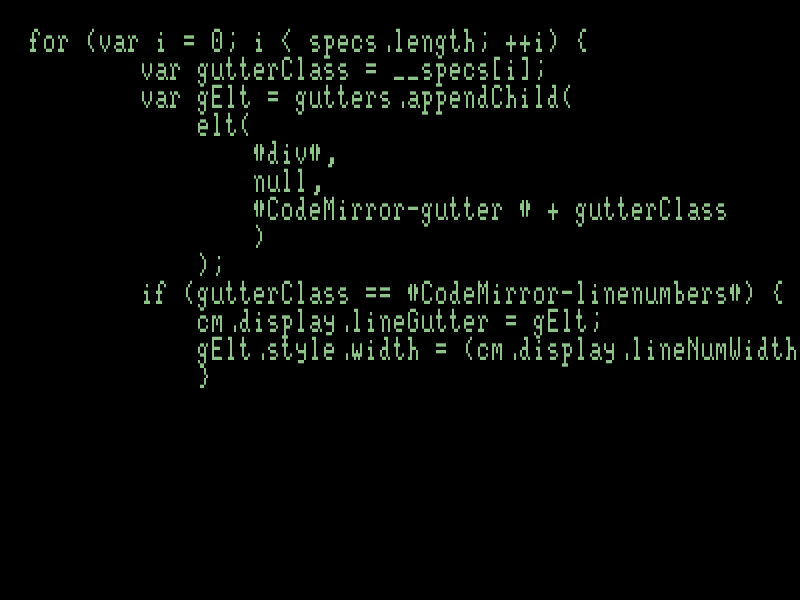 for (var i = 0; i < specs.length; ++i) {
        var gutterClass = __specs[i];
        var gElt = gutters.appendChild(
            elt(
                "div",
                null,
                "CodeMirror-gutter " + gutterClass
                )
            );
        if (gutterClass == "CodeMirror-linenumbers") {
            cm.display.lineGutter = gElt;
            gElt.style.width = (cm.display.lineNumWidth
            }